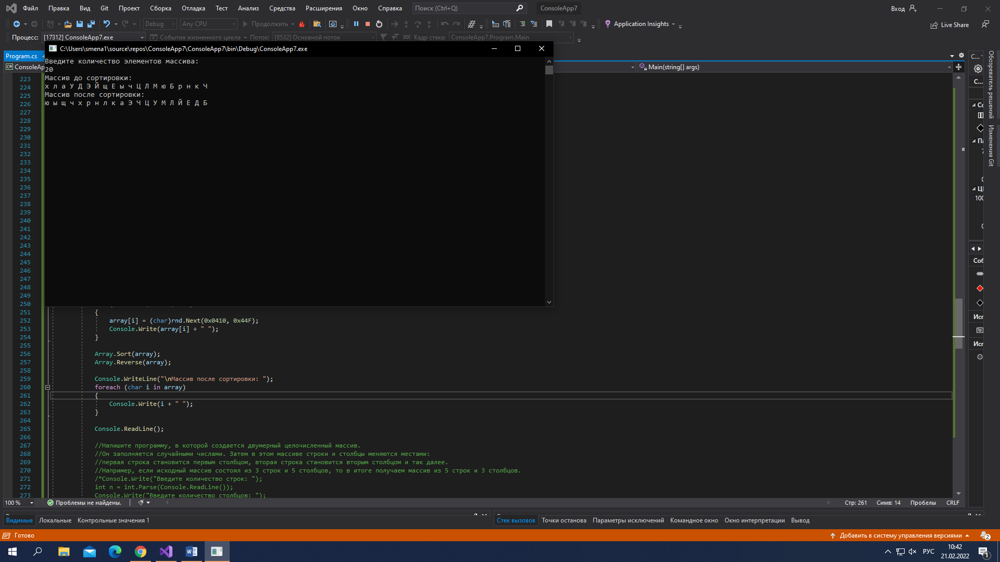 Файл Правка Вид Git Проект Сборка Отладка Тест Анализ Средства Расширения Окно Справка Поиск (Ctrl+Q) ConsoleApp7 Вход
Debug Any CPU Продолжить Application Insights Live Share
Процесс: [17312] ConsoleApp7.exe События жизненного цикла Поток: [8532] Основной поток Кадр стека: ConsoleApp7.Program.Main
C:\Users\smena1\source\repos\ConsoleApp7\ConsoleApp7\bin\Debug\ConsoleApp7.exe
Program.cs
ConsoleAp
Main(string[] args)
Введите количество элементов массива:
20
Массив до сортировки:
х л а У Д Э Й щ Е ы ч Ц Л М ю Б р н к Ч
Массив после сортировки:
ю ы щ ч х р н л к а Э Ч Ц У М Л Й Е Д Б
223
224
225
226
227
228
229
230
231
232
233
234
235
236
237
238
239
240
241
242
243
244
245
246
247
248
249
250
251 {
252 array[i] = (char)rnd.Next(0x0410, 0x44F);
253 Console.Write(array[i] + " ");
254 }
255
256 Array.Sort(array);
257 Array.Reverse(array);
258
259 Console.WriteLine("\nМассив после сортировки: ");
260 foreach (char i in array)
261 {
262 Console.Write(i + " ");
263 }
264
265 Console.ReadLine();
266
267 //Напишите программу, в которой создается двумерный целочисленный массив.
268 //Он заполняется случайными числами. Затем в этом массиве строки и столбцы меняются местами:
269 //первая строка становится первым столбцом, вторая строка становится вторым столбцом и так далее.
270 //Например, если исходный массив состоял из 3 строк и 5 столбцов, то в итоге получаем массив из 5 строк и 3 столбцов.
271 /*Console.Write("Введите количество строк: ");
272 int n = int.Parse(Console.ReadLine());
273 Console.Write("Введите количество столбцов: ");
С...
С...
100
Обозреватель решений
Изменения Git
100 % Проблемы не найдены. Стр: 261 Симв: 14 Пробелы CRLF
Видимые Локальные Контрольные значения 1 Стек вызовов Точки останова Параметры исключений Командное окно Окно интерпретации Вывод
Готово Добавить в систему управления версиями 2
РУС 10:42
21.02.2022 1